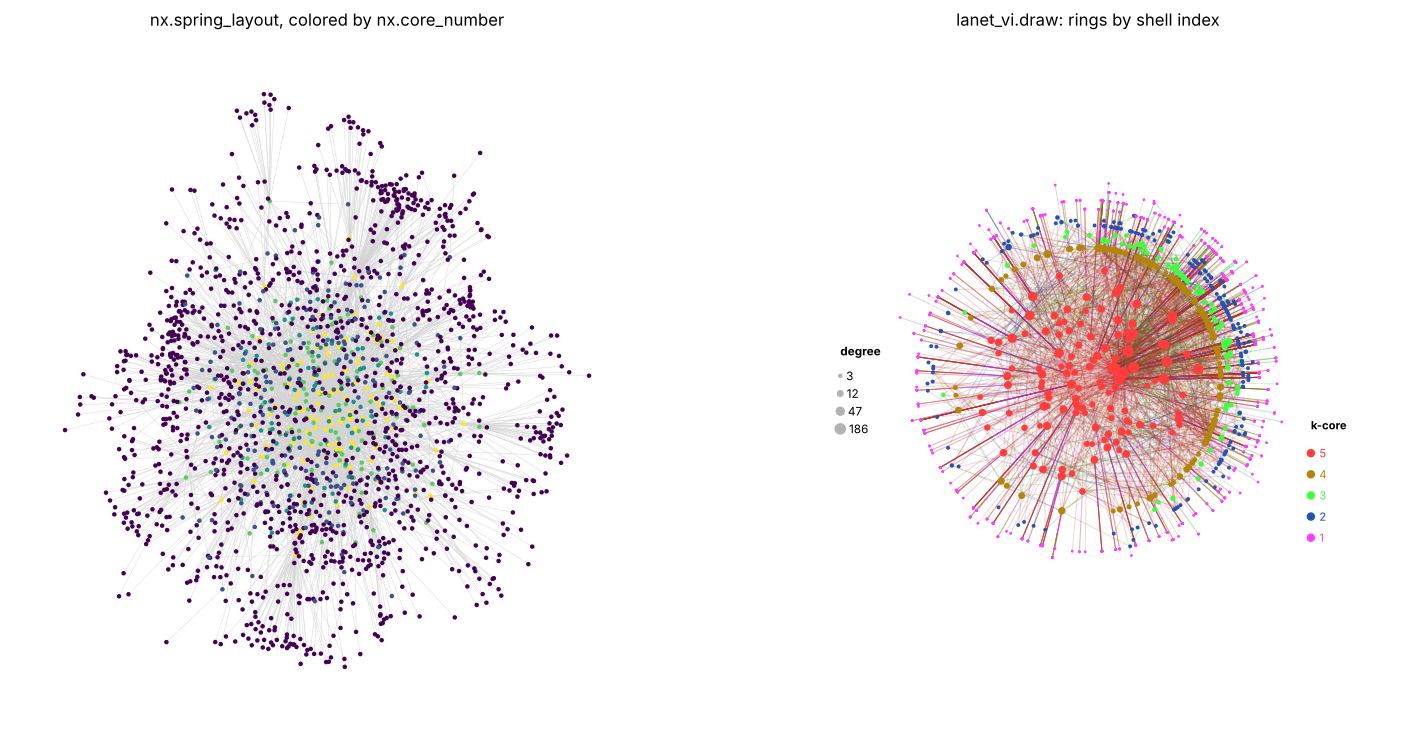 nx.spring_layout, colored by nx.core_number
lanet_vi.draw: rings by shell index
degree
3
12
47
186
k-core
5
4
3
2
1